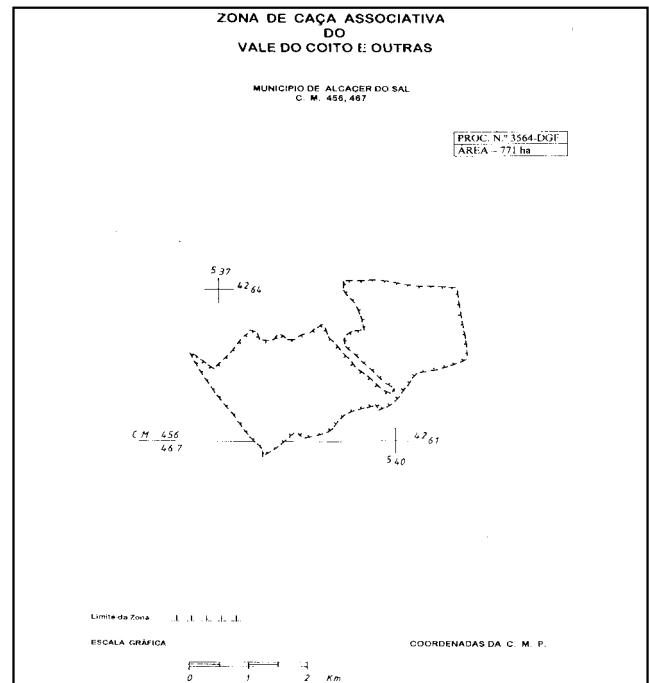 ZONA DE CAÇA ASSOCIATIVA
DO
VALE DO COITO E OUTRAS
MUNICIPIO DE ALCAÇER DO SAL
C. M. 456, 467
PROC. N.º 3564-DGF
AREA – 771 ha
5 37
42 64
C M 456
467
42 61
5 40
Limite da Zona
ESCALA GRÁFICA
COORDENADAS DA C. M. P.
0 1 2 Km